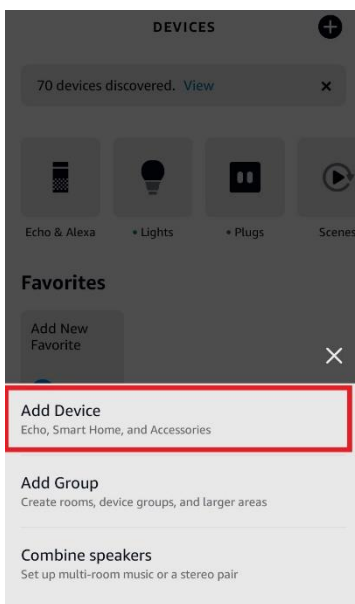 DEVICES
70 devices discovered. View
Echo & Alexa
Lights
Plugs
Scenes
Favorites
Add New
Favorite
Add Device
Echo, Smart Home, and Accessories
Add Group
Create rooms, device groups, and larger areas
Combine speakers
Set up multi-room music or a stereo pair